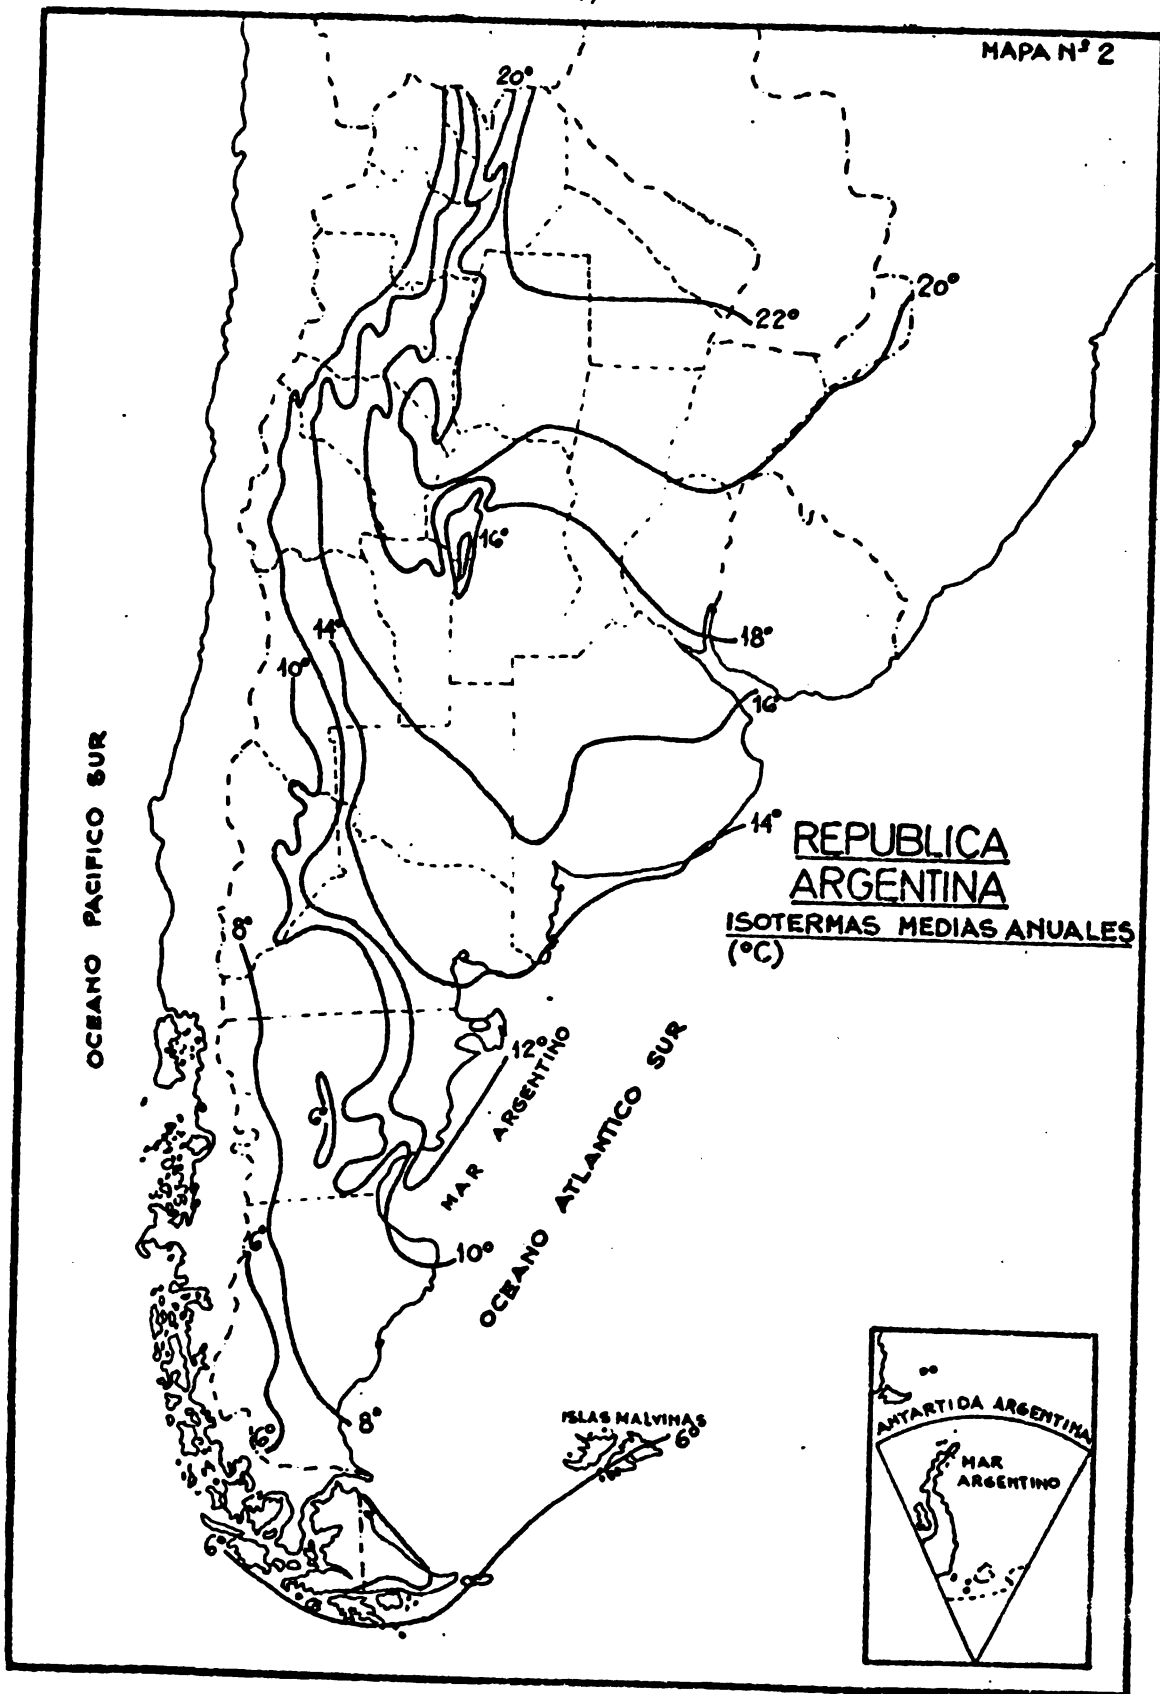 MAPA Nº 2
20°
20°
22°
16°
14°
18°
10°
16°
14°
REPUBLICA
ARGENTINA
ISOTERMAS MEDIAS ANUALES
(°C)
OCEANO PACIFICO SUR
8°
12°
MAR ARGENTINO
OCEANO ATLANTICO SUR
6°
6°
10°
8°
6°
ISLAS MALVINAS
6°
6°
ANTARTIDA ARGENTINA
MAR
ARGENTINO